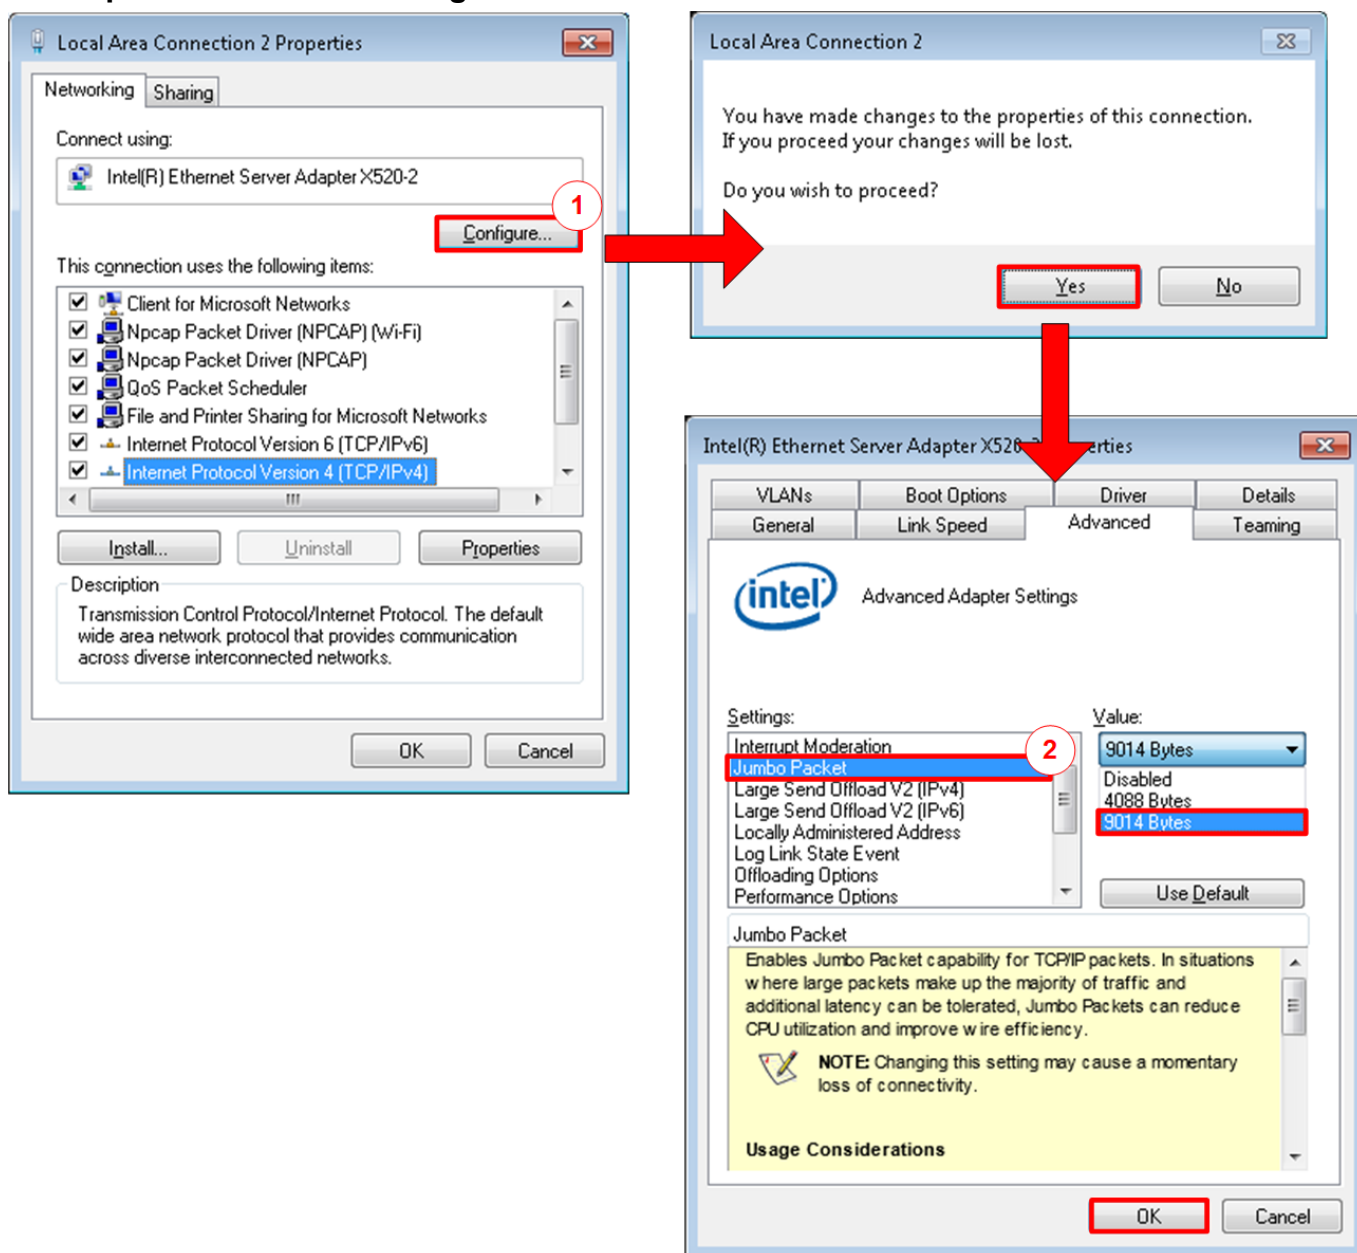 Local Area Connection 2 Properties
Networking
Sharing
Connect using:
Intel(R) Ethernet Server Adapter X520-2
1
Configure...
This connection uses the following items:
Client for Microsoft Networks
Npcap Packet Driver (NPCAP) (Wi-Fi)
Npcap Packet Driver (NPCAP)
QoS Packet Scheduler
File and Printer Sharing for Microsoft Networks
Internet Protocol Version 6 (TCP/IPv6)
Internet Protocol Version 4 (TCP/IPv4)
Install...
Uninstall
Properties
Description
Transmission Control Protocol/Internet Protocol. The default
wide area network protocol that provides communication
across diverse interconnected networks.
OK
Cancel
Local Area Connection 2
You have made changes to the properties of this connection.
If you proceed your changes will be lost.
Do you wish to proceed?
Yes
No
Intel(R) Ethernet Server Adapter X520
VLANs
Boot Options
Driver
Details
General
Link Speed
Advanced
Teaming
intel
Advanced Adapter Settings
Settings:
Interrupt Moderation
Jumbo Packet
Large Send Offload V2 (IPv4)
Large Send Offload V2 (IPv6)
Locally Administered Address
Log Link State Event
Offloading Options
Performance Options
2
Value:
9014 Bytes
Disabled
4088 Bytes
9014 Bytes
Use Default
Jumbo Packet
Enables Jumbo Packet capability for TCP/IP packets. In situations
where large packets make up the majority of traffic and
additional latency can be tolerated, Jumbo Packets can reduce
CPU utilization and improve wire efficiency.
NOTE: Changing this setting may cause a momentary
loss of connectivity.
Usage Considerations
OK
Cancel